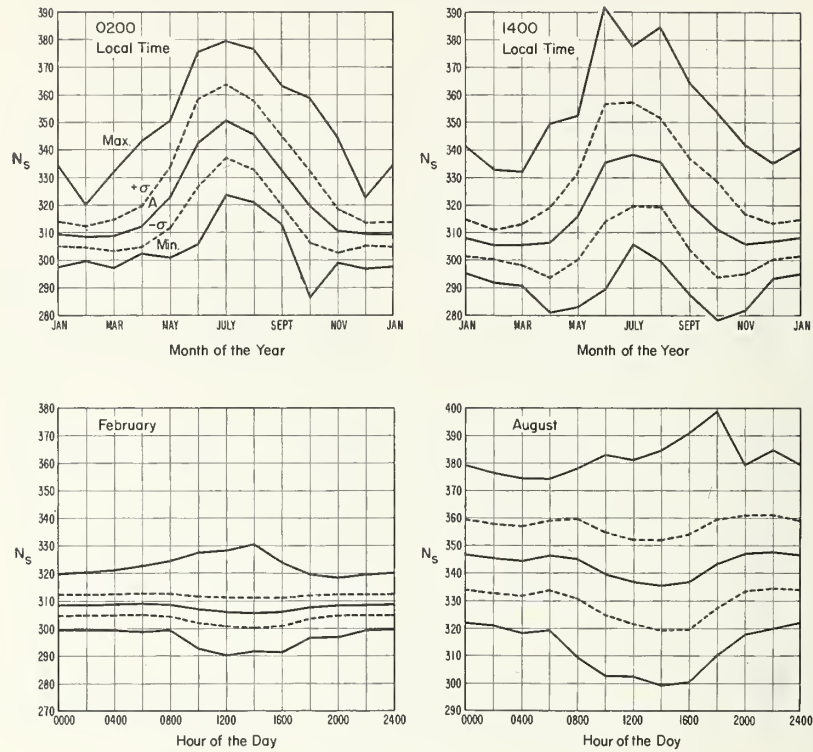 0200
Local Time
390
380
370
360
350
340
330
320
310
300
290
280
Ns
Max.
+σ
A
-σ
Min.
JAN MAR MAY JULY SEPT NOV JAN
Month of the Year
1400
Local Time
390
380
370
360
350
340
330
320
310
300
290
280
Ns
JAN MAR MAY JULY SEPT NOV JAN
Month of the Year
February
380
370
360
350
340
330
320
310
300
290
280
270
Ns
0000 0400 0800 1200 1600 2000 2400
Hour of the Day
August
400
390
380
370
360
350
340
330
320
310
300
290
Ns
0000 0400 0800 1200 1600 2000 2400
Hour of the Day